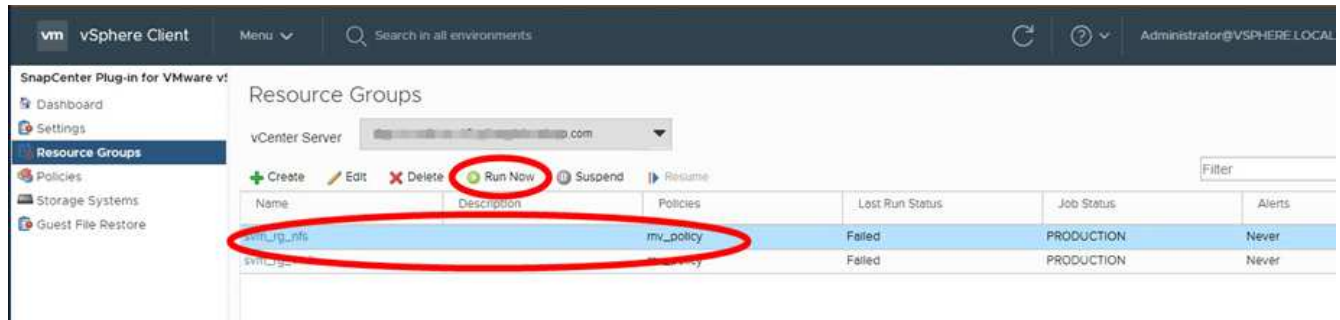 vm vSphere Client Menu Search in all environments Administrator@VSPHERE.LOCAL
SnapCenter Plug-in for VMware
Dashboard
Settings
Resource Groups
Policies
Storage Systems
Guest File Restore
Resource Groups
vCenter Server .com
Create Edit Delete Run Now Suspend Resume
Filter
Name Description Policies Last Run Status Job Status Alerts
svm_rg_nfs mv_policy Failed PRODUCTION Never
Failed PRODUCTION Never